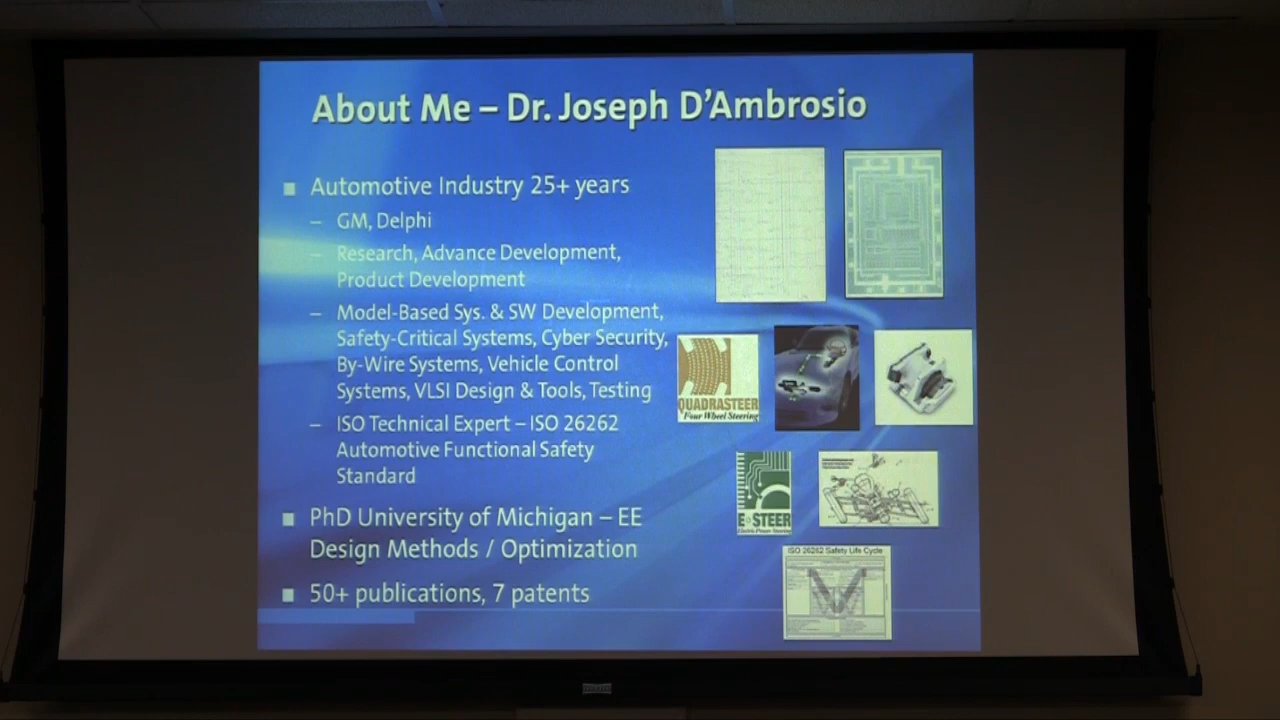 About Me – Dr. Joseph D'Ambrosio
Automotive Industry 25+ years
– GM, Delphi
– Research, Advance Development,
Product Development
– Model-Based Sys. & SW Development,
Safety-Critical Systems, Cyber Security,
By-Wire Systems, Vehicle Control
Systems, VLSI Design & Tools, Testing
– ISO Technical Expert – ISO 26262
Automotive Functional Safety
Standard
PhD University of Michigan – EE
Design Methods / Optimization
50+ publications, 7 patents
QUADRASTEER
Four Wheel Steering
E-STEER
Electric Power Steering
ISO 26262 Safety Life Cycle